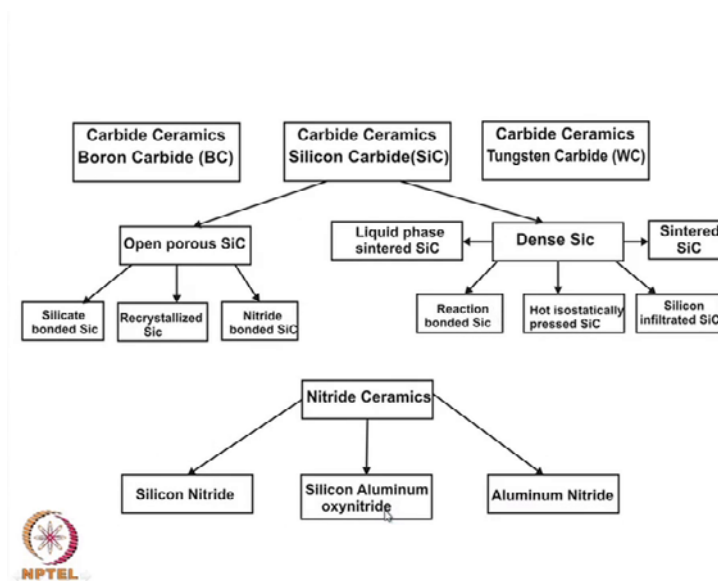 Carbide Ceramics
Boron Carbide (BC)
Carbide Ceramics
Silicon Carbide(SiC)
Carbide Ceramics
Tungsten Carbide (WC)
Open porous SiC
Liquid phase
sintered SiC
Dense Sic
Sintered
SiC
Silicate
bonded Sic
Recrystallized
Sic
Nitride
bonded SiC
Reaction
bonded Sic
Hot isostatically
pressed SiC
Silicon
infiltrated SiC
Nitride Ceramics
Silicon Nitride
Silicon Aluminum
oxynitride
Aluminum Nitride
NPTEL